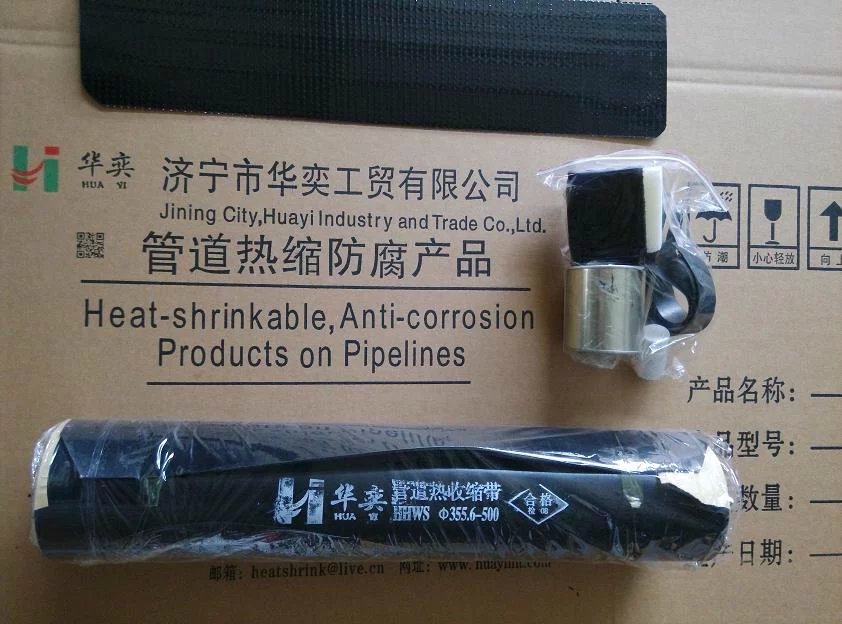 华奕
HUA YI
济宁市华奕工贸有限公司
Jining City,Huayi Industry and Trade Co.,Ltd.
管道热缩防腐产品
Heat-shrinkable,Anti-corrosion
Products on Pipelines
防潮
小心轻放
向上
产品名称：
品型号：
数量：
产日期：
华奕
HUA YI
管道热收缩带
HHWS Φ355.6-500
合格
邮箱：heatshrink@live.cn 网址：